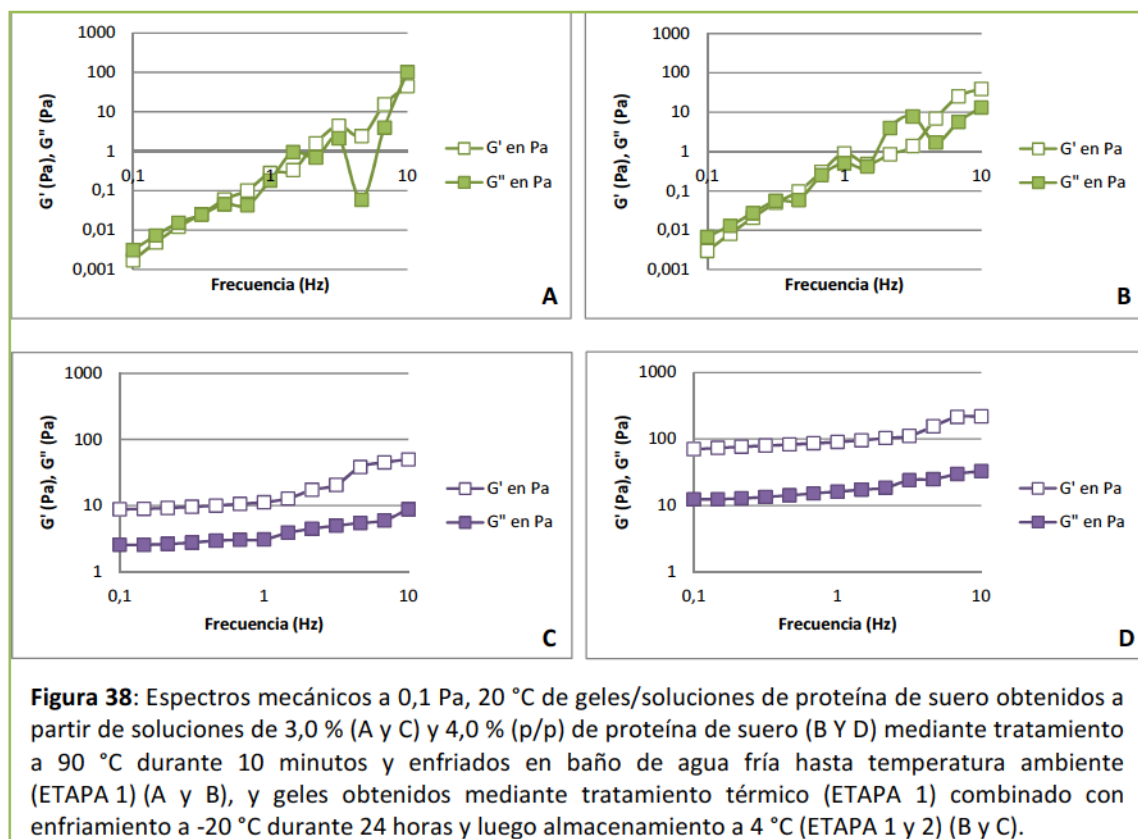 1000
100
10
1
0,1
0,01
0,001
0,1
1
10
G' (Pa), G" (Pa)
Frecuencia (Hz)
G' en Pa
G" en Pa
A
1000
100
10
1
0,1
0,01
0,001
0,1
1
10
G' (Pa), G" (Pa)
Frecuencia (Hz)
G' en Pa
G" en Pa
B
1000
100
10
1
0,1
1
10
G' (Pa), G" (Pa)
Frecuencia (Hz)
G' en Pa
G" en Pa
C
1000
100
10
1
0,1
1
10
G' (Pa), G" (Pa)
Frecuencia (Hz)
G' en Pa
G" en Pa
D
Figura 38: Espectros mecánicos a 0,1 Pa, 20 °C de geles/soluciones de proteína de suero obtenidos a
partir de soluciones de 3,0 % (A y C) y 4,0 % (p/p) de proteína de suero (B Y D) mediante tratamiento
a 90 °C durante 10 minutos y enfriados en baño de agua fría hasta temperatura ambiente
(ETAPA 1) (A y B), y geles obtenidos mediante tratamiento térmico (ETAPA 1) combinado con
enfriamiento a -20 °C durante 24 horas y luego almacenamiento a 4 °C (ETAPA 1 y 2) (B y C).